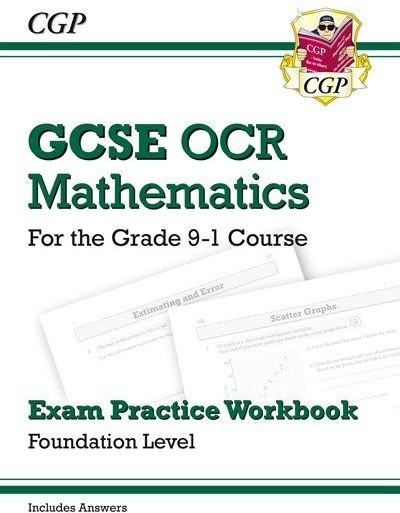 CGP
CGP
CGP
GCSE OCR
Mathematics
For the Grade 9-1 Course
Estimating and Error
Scatter Graphs
Exam Practice Workbook
Foundation Level
Includes Answers